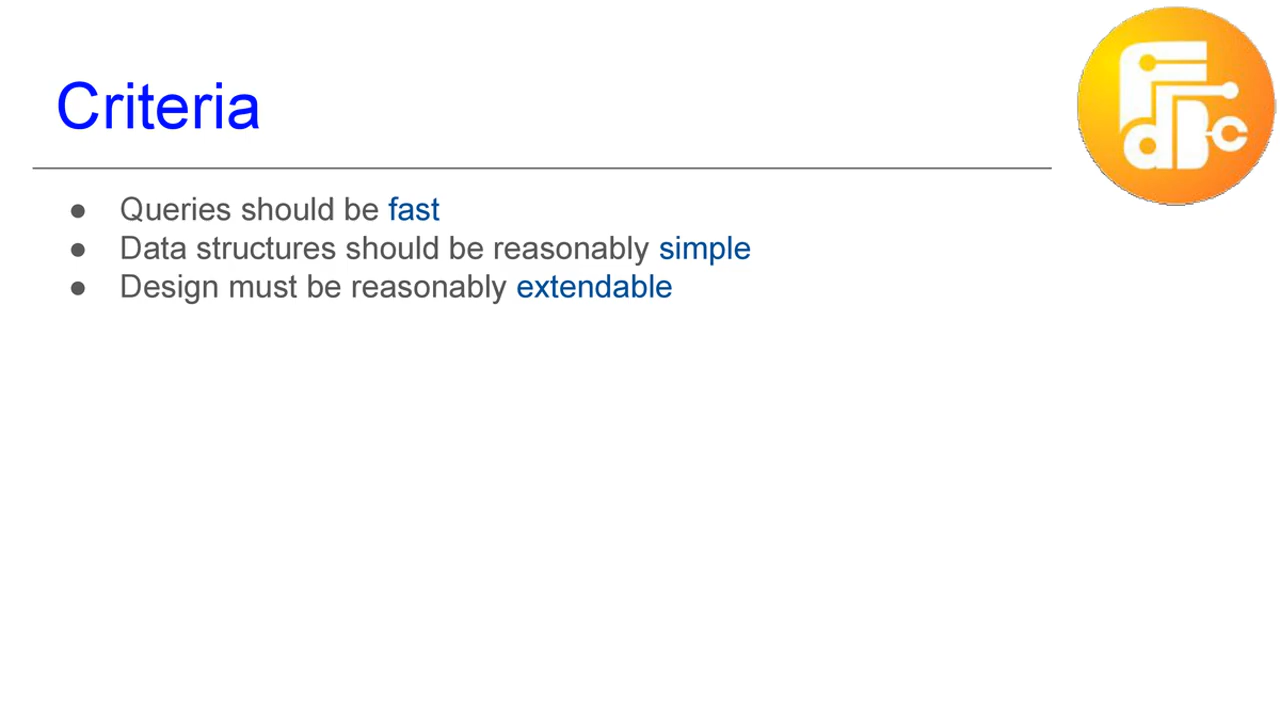 Criteria
● Queries should be fast
● Data structures should be reasonably simple
● Design must be reasonably extendable